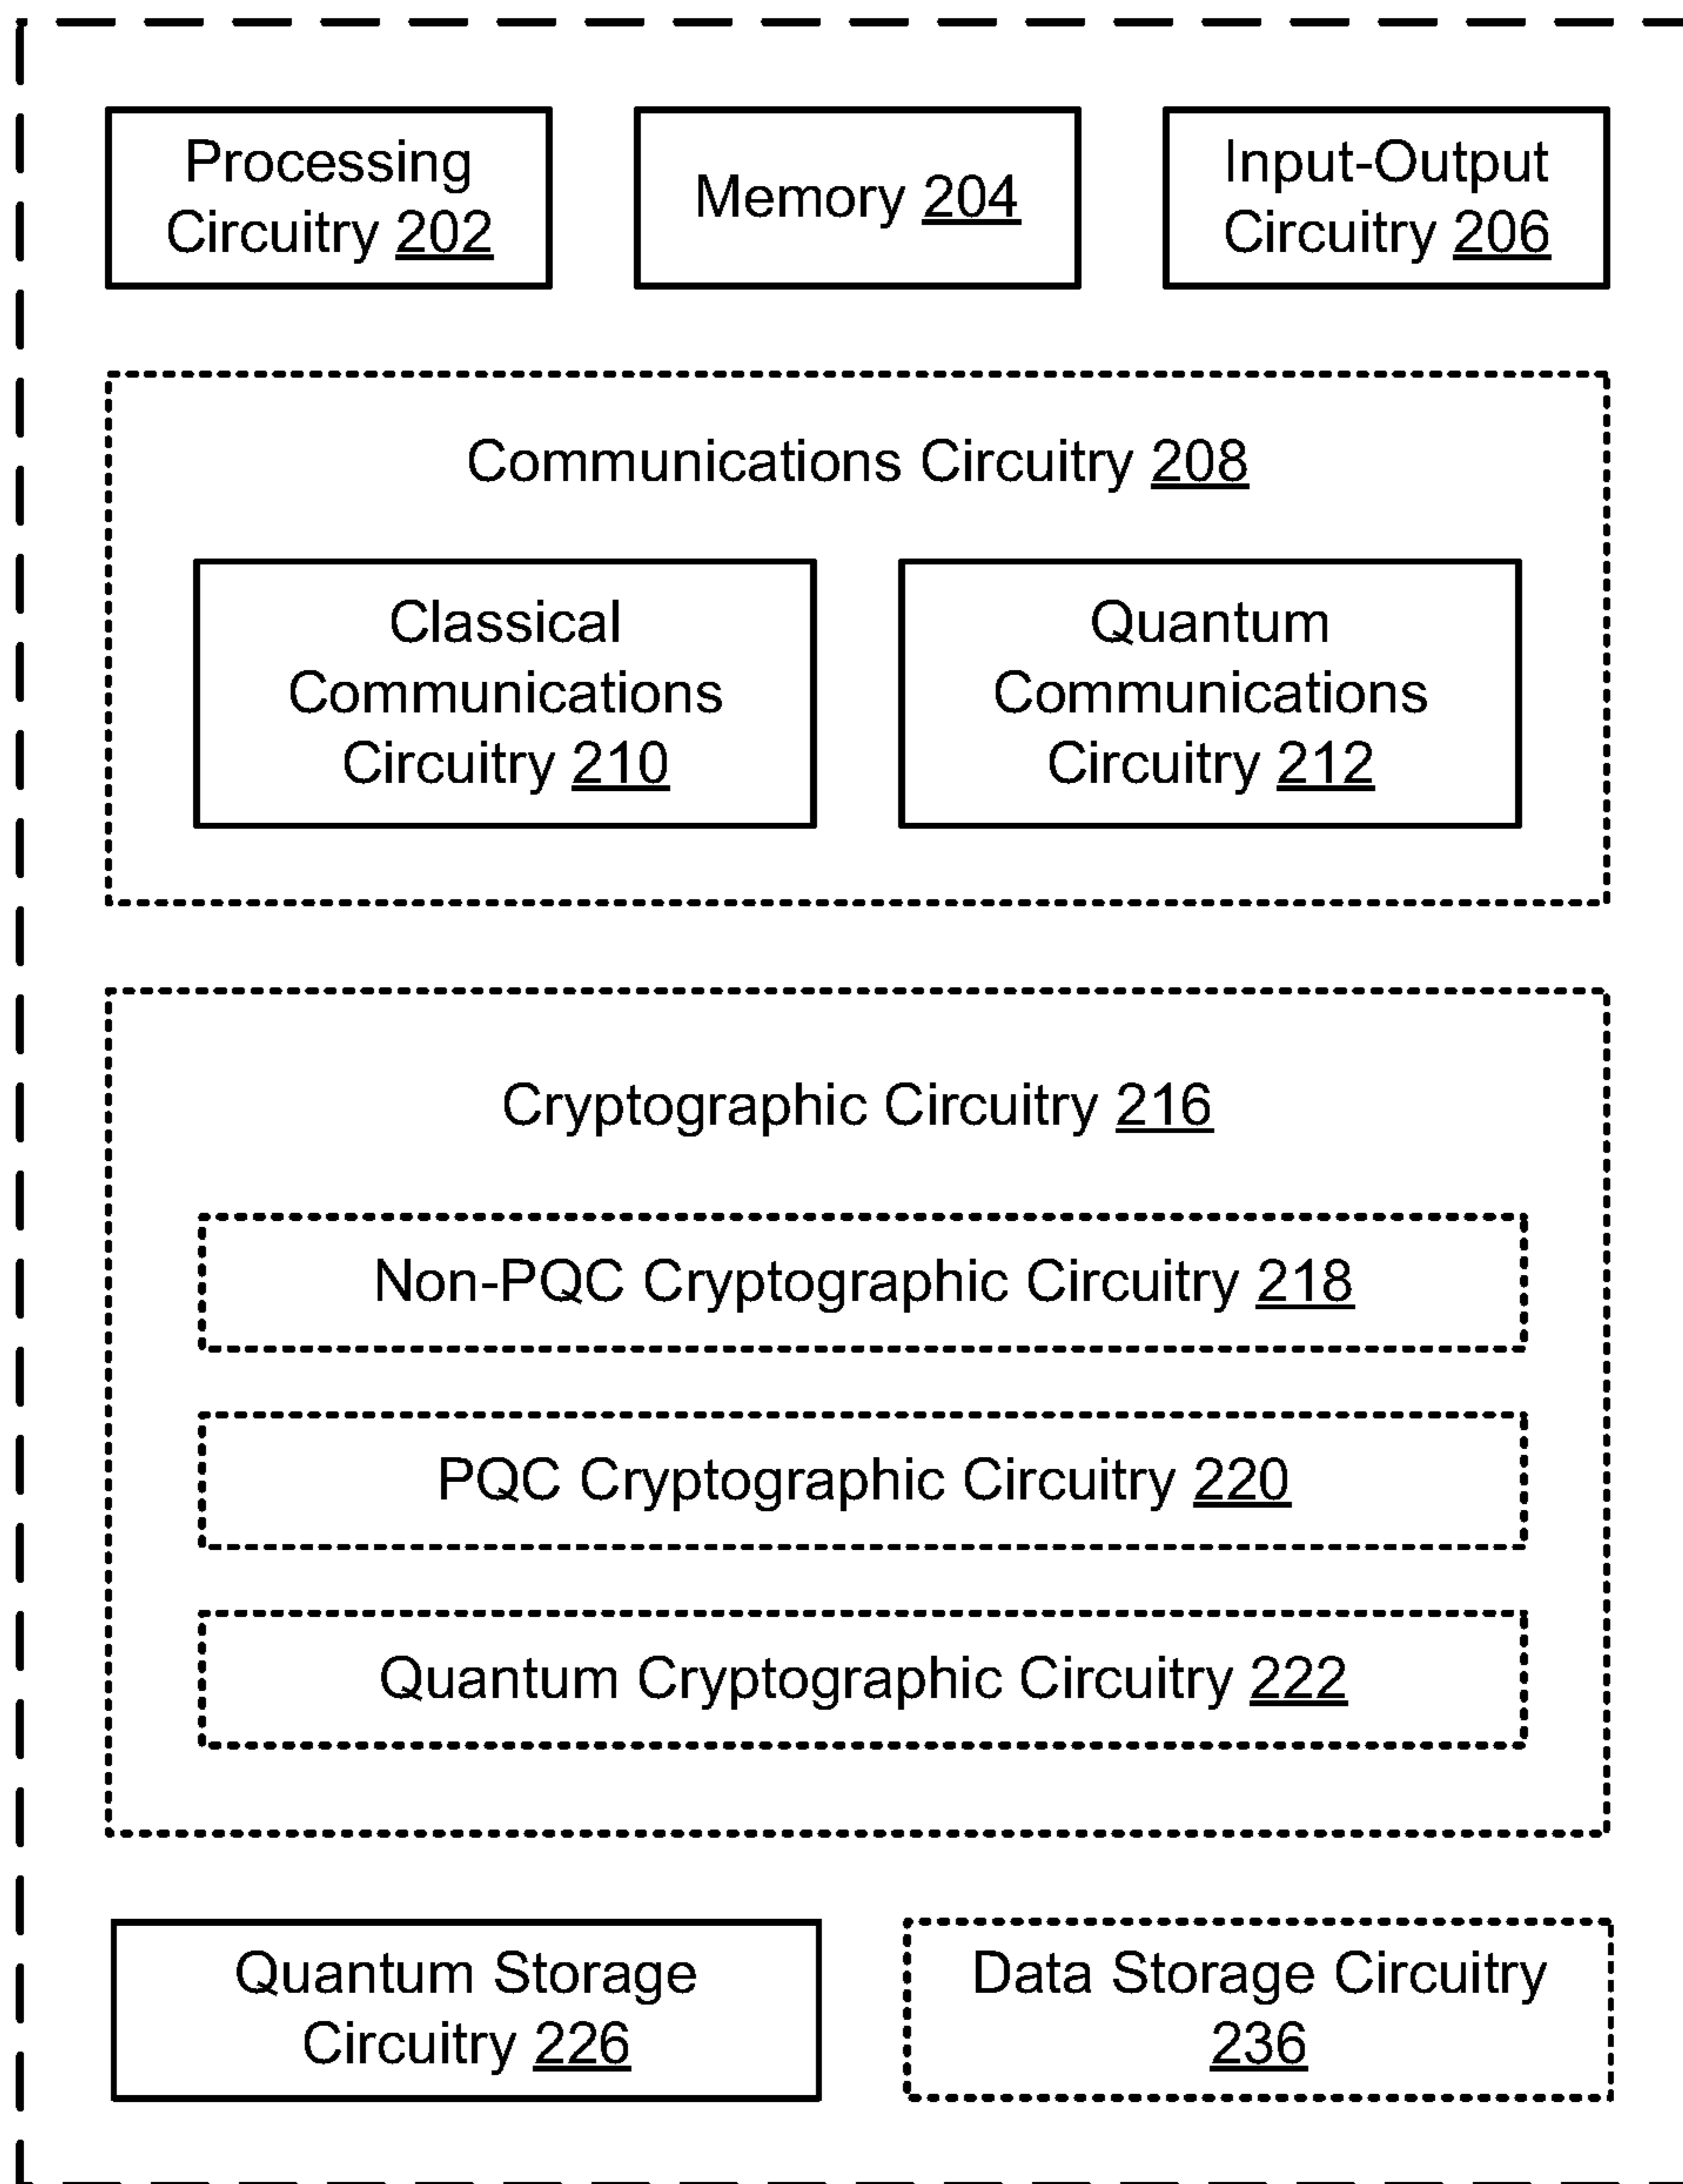 Processing
Circuitry 202
Memory 204
Input-Output
Circuitry 206
Communications Circuitry 208
Classical
Communications
Circuitry 210
Quantum
Communications
Circuitry 212
Cryptographic Circuitry 216
Non-PQC Cryptographic Circuitry 218
PQC Cryptographic Circuitry 220
Quantum Cryptographic Circuitry 222
Quantum Storage
Circuitry 226
Data Storage Circuitry
236